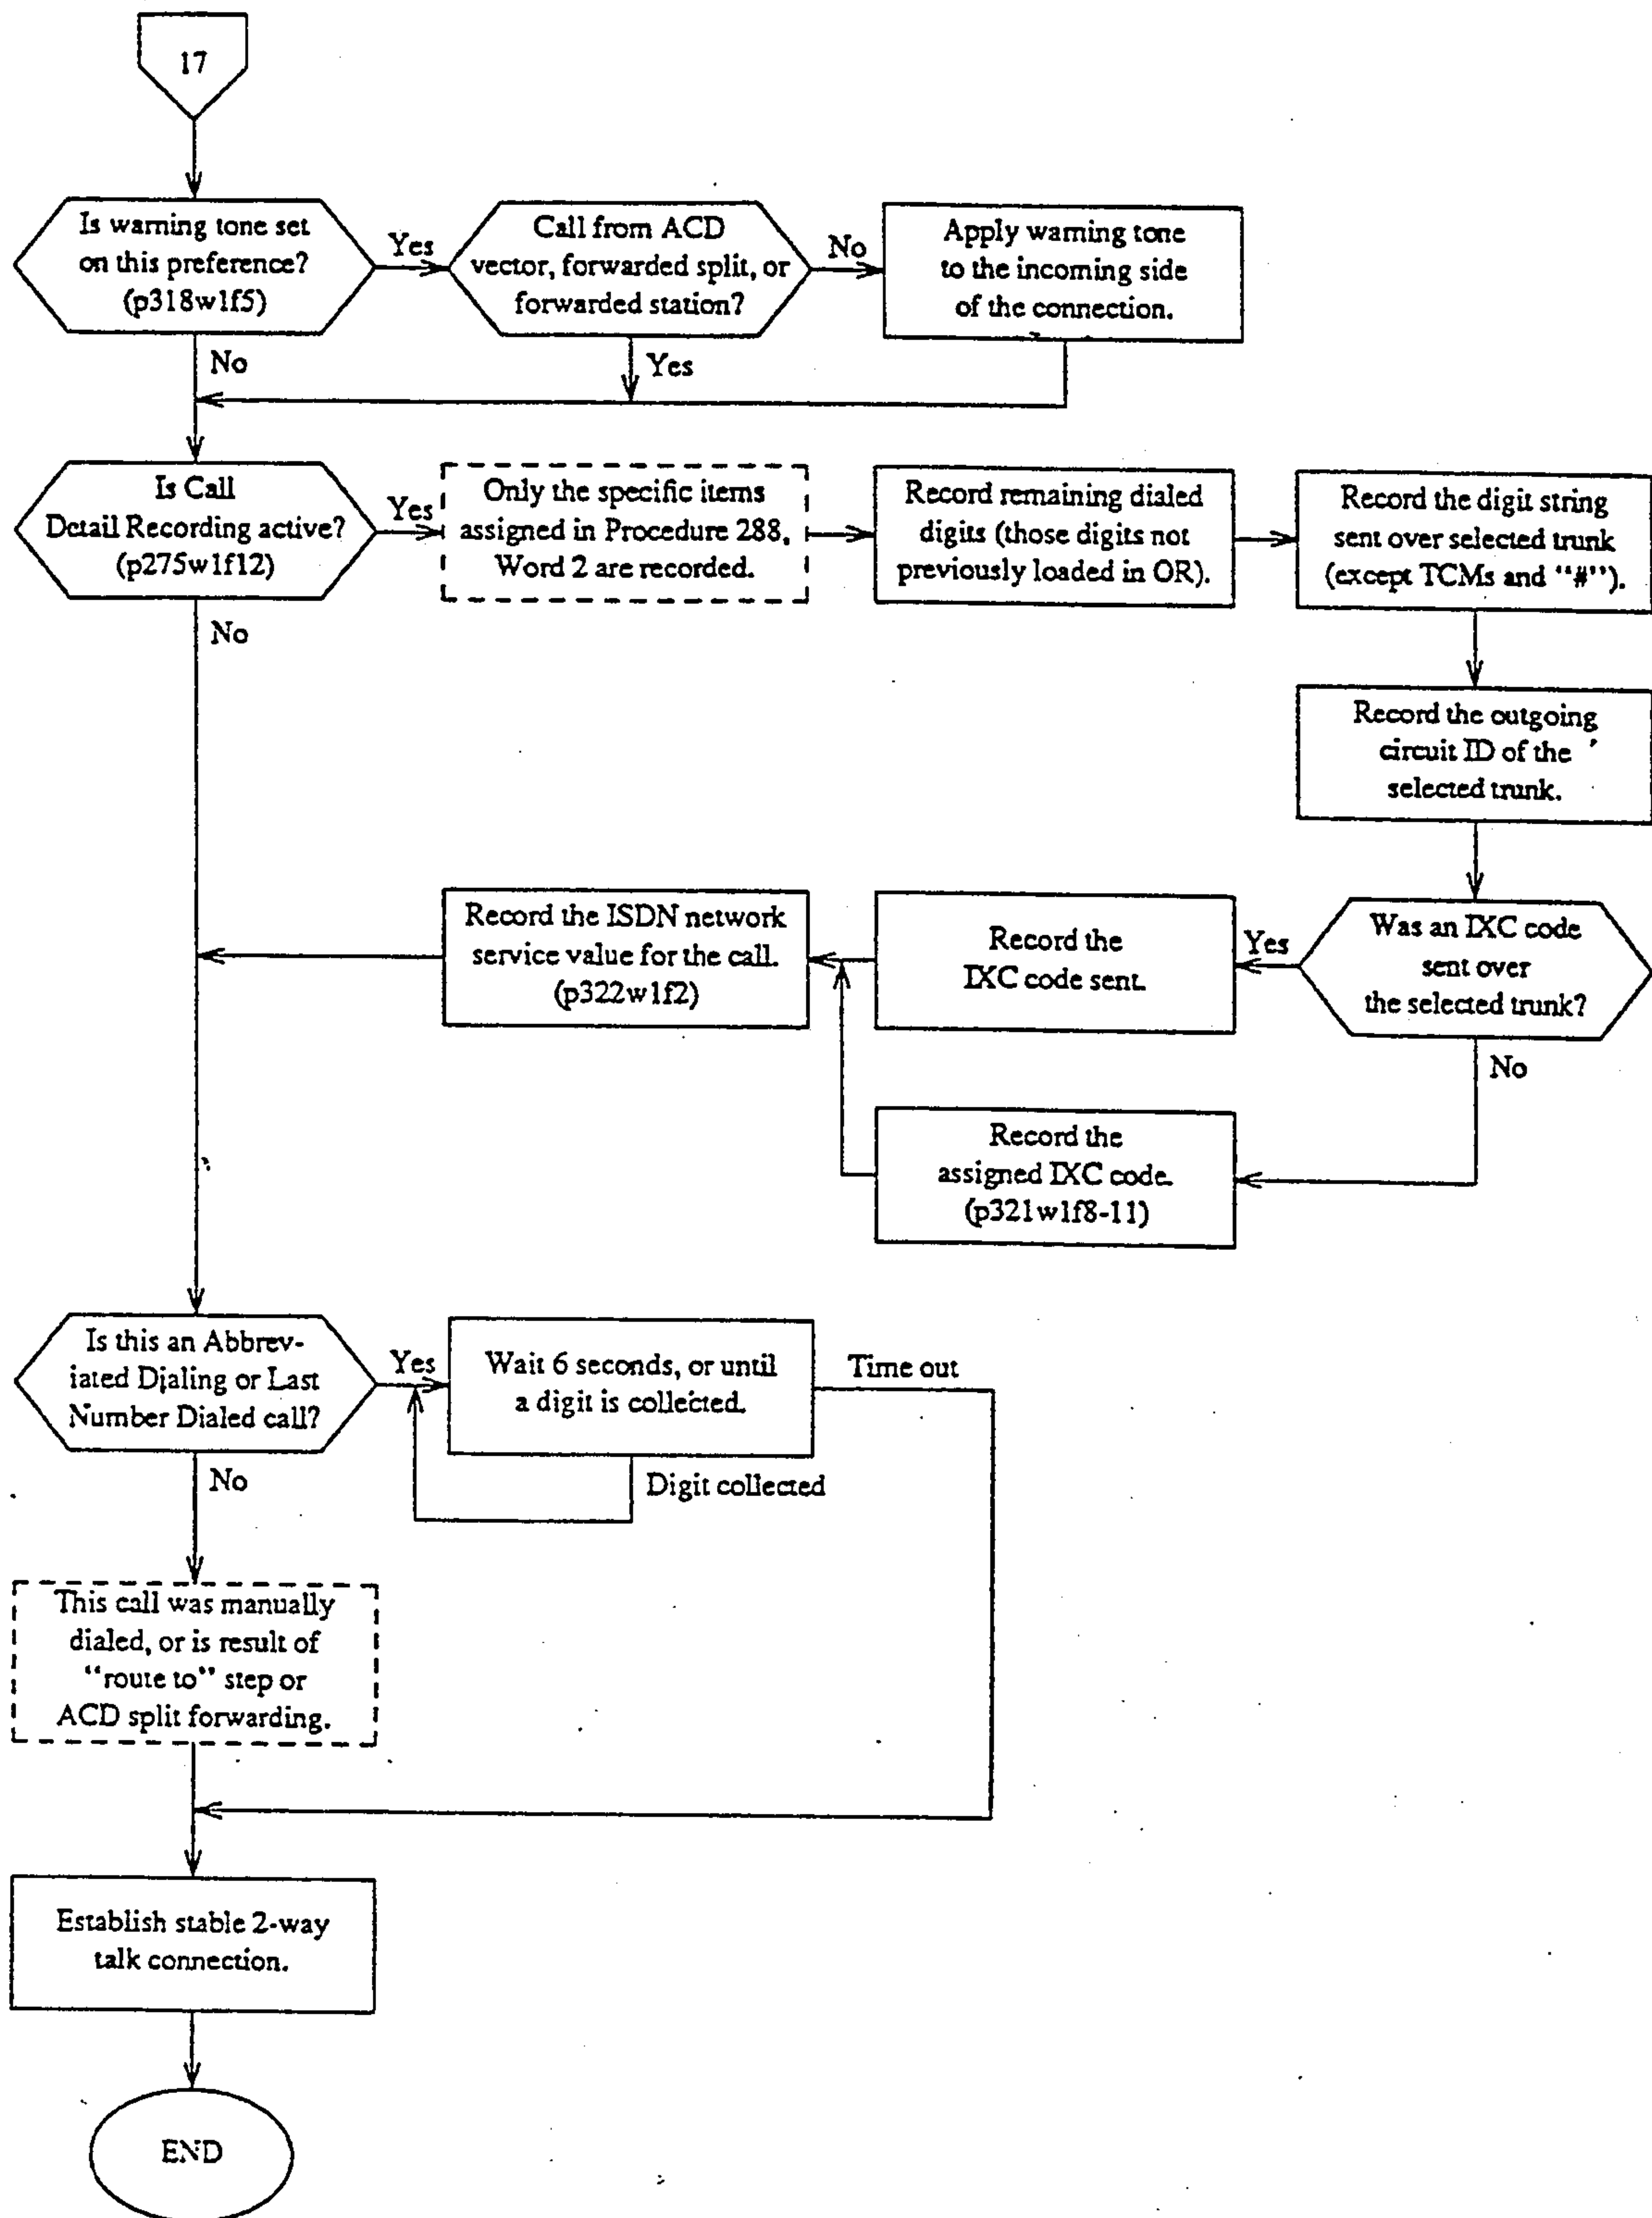 17
Is warning tone set
on this preference?
(p318w1f5)
Yes
Call from ACD
vector, forwarded split, or
forwarded station?
No
Apply warning tone
to the incoming side
of the connection.
No
Yes
Is Call
Detail Recording active?
(p275w1f12)
Yes
Only the specific items
assigned in Procedure 288,
Word 2 are recorded.
Record remaining dialed
digits (those digits not
previously loaded in OR).
Record the digit string
sent over selected trunk
(except TCMs and “#”).
No
Record the outgoing
circuit ID of the
selected trunk.
Was an IXC code
sent over
the selected trunk?
Yes
Record the
IXC code sent.
Record the ISDN network
service value for the call.
(p322w1f2)
No
Record the
assigned IXC code.
(p321w1f8-11)
Is this an Abbrev-
iated Dialing or Last
Number Dialed call?
Yes
Wait 6 seconds, or until
a digit is collected.
Time out
Digit collected
No
This call was manually
dialed, or is result of
“route to” step or
ACD split forwarding.
Establish stable 2-way
talk connection.
END